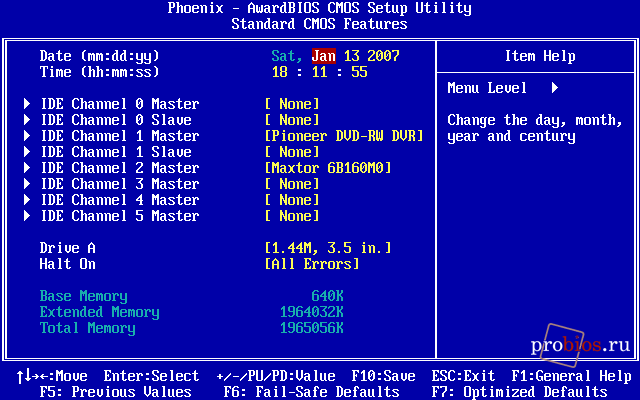 Phoenix - AwardBIOS CMOS Setup Utility
Standard CMOS Features
Date (mm:dd:yy) Sat, Jan 13 2007
Time (hh:mm:ss) 18 : 11 : 55
IDE Channel 0 Master [ None]
IDE Channel 0 Slave [ None]
IDE Channel 1 Master [Pioneer DVD-RW DVR]
IDE Channel 1 Slave [ None]
IDE Channel 2 Master [Maxtor 6B160M0]
IDE Channel 3 Master [ None]
IDE Channel 4 Master [ None]
IDE Channel 5 Master [ None]
Drive A [1.44M, 3.5 in.]
Halt On [All Errors]
Base Memory 640K
Extended Memory 1964032K
Total Memory 1965056K
Item Help
Menu Level
Change the day, month,
year and century
probios.ru
↑↓→←:Move Enter:Select +/-/PU/PD:Value F10:Save ESC:Exit F1:General Help
F5: Previous Values F6: Fail-Safe Defaults F7: Optimized Defaults